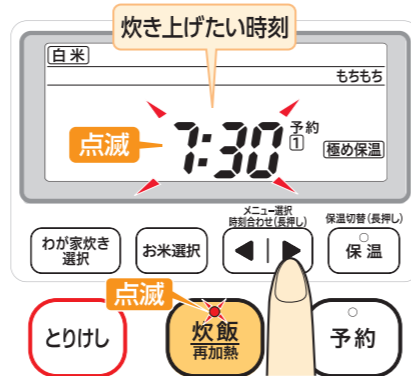 炊き上げたい時刻
白米
もちもち
点滅
7:30
予約
1
極め保温
メニュー選択
時刻合わせ(長押し)
保温切替(長押し)
わが家炊き
選択
お米選択
保温
点滅
とりけし
炊飯
再加熱
予約